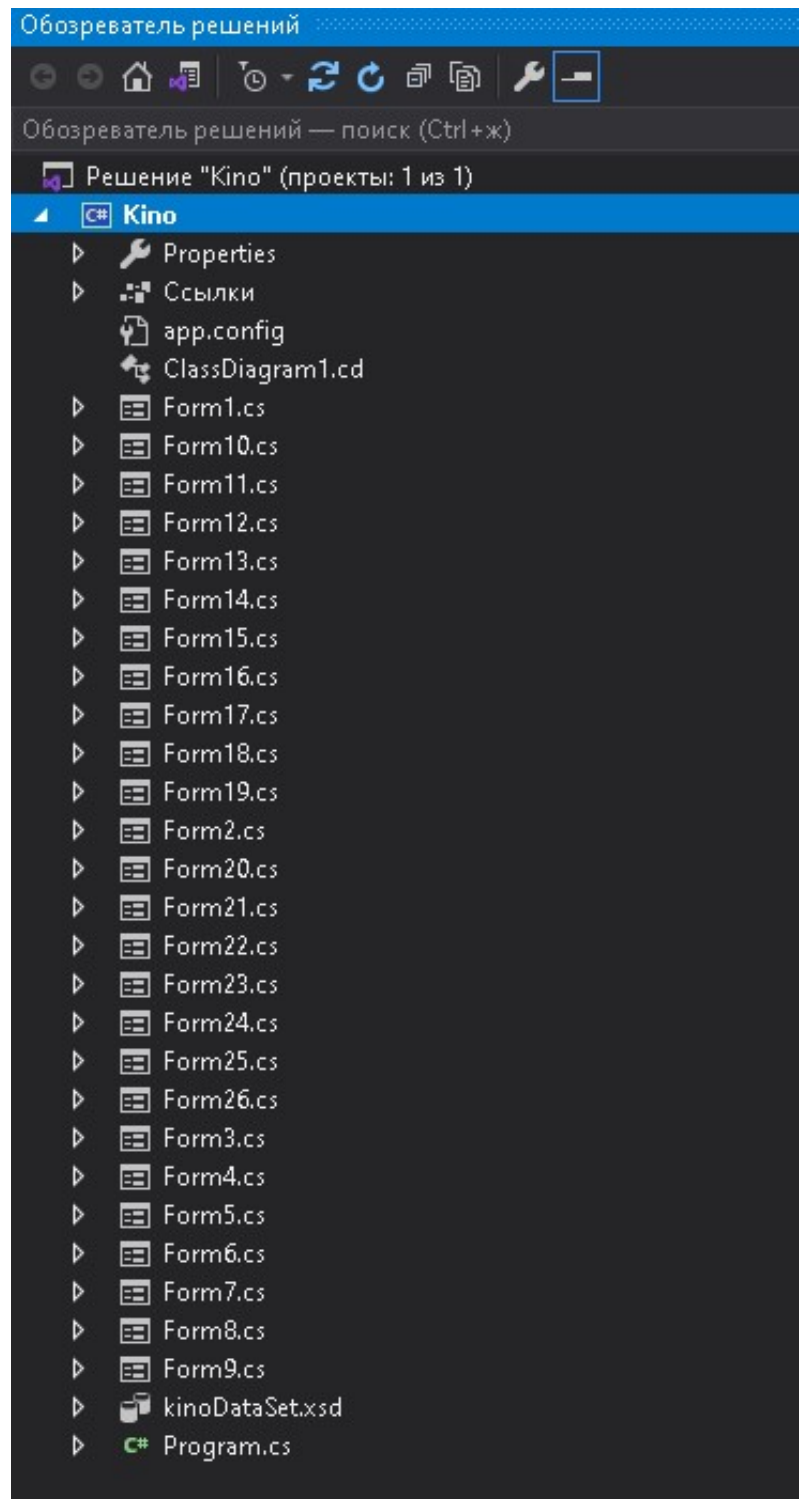 Обозреватель решений
Обозреватель решений — поиск (Ctrl+ж)
Решение "Kino" (проекты: 1 из 1)
C# Kino
Properties
Ссылки
app.config
ClassDiagram1.cd
Form1.cs
Form10.cs
Form11.cs
Form12.cs
Form13.cs
Form14.cs
Form15.cs
Form16.cs
Form17.cs
Form18.cs
Form19.cs
Form2.cs
Form20.cs
Form21.cs
Form22.cs
Form23.cs
Form24.cs
Form25.cs
Form26.cs
Form3.cs
Form4.cs
Form5.cs
Form6.cs
Form7.cs
Form8.cs
Form9.cs
kinoDataSet.xsd
C# Program.cs